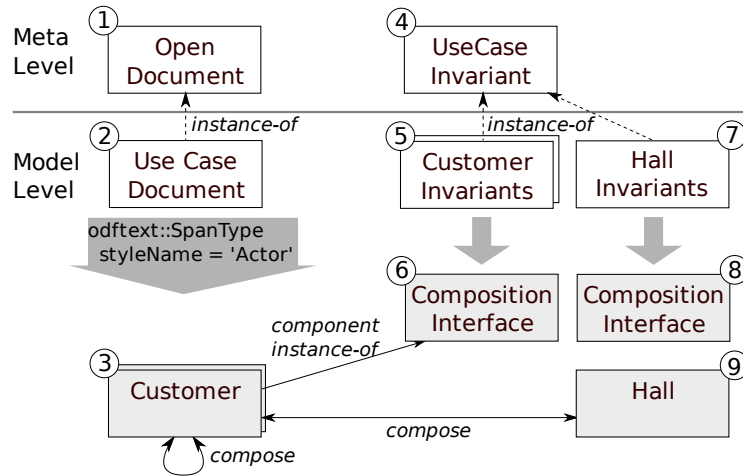 1
4
Meta
Level
Open
Document
UseCase
Invariant
instance-of
instance-of
2
5
7
Model
Level
Use Case
Document
Customer
Invariants
Hall
Invariants
odftext::SpanType
styleName = 'Actor'
6
8
Composition
Interface
Composition
Interface
component
instance-of
3
9
Customer
Hall
compose
compose